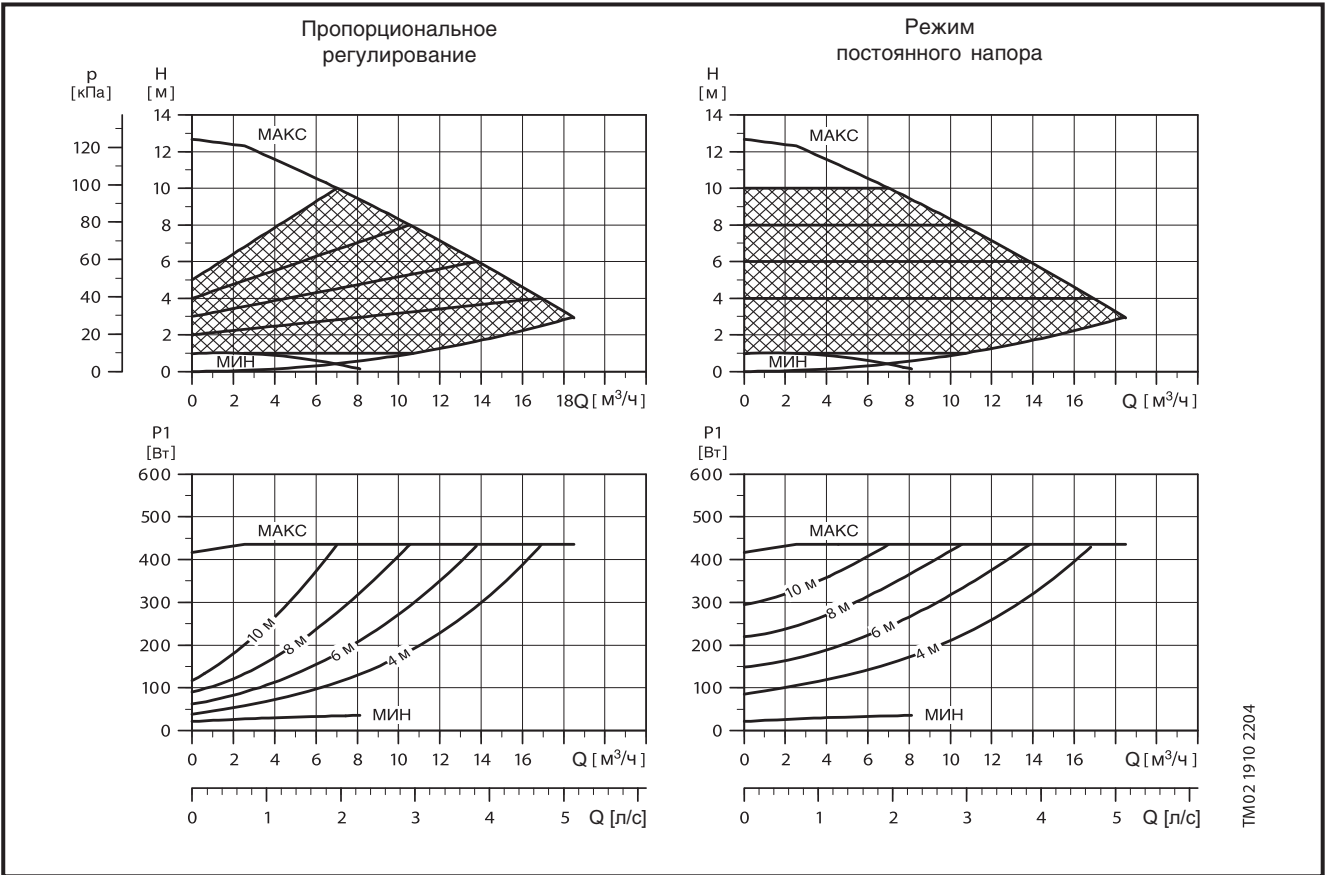 Пропорциональное
регулирование
Режим
постоянного напора
p
[кПа]
H
[м]
H
[м]
14
12
10
8
6
4
2
0
120
100
80
60
40
20
0
МАКС
МИН
0 2 4 6 8 10 12 14 16 18 Q [м³/ч]
14
12
10
8
6
4
2
0
МАКС
МИН
0 2 4 6 8 10 12 14 16 Q [м³/ч]
P1
[Вт]
600
500
400
300
200
100
0
МАКС
10 м
8 м
6 м
4 м
МИН
0 2 4 6 8 10 12 14 16 Q [м³/ч]
0 1 2 3 4 5 Q [л/с]
P1
[Вт]
600
500
400
300
200
100
0
МАКС
10 м
8 м
6 м
4 м
МИН
0 2 4 6 8 10 12 14 16 Q [м³/ч]
0 1 2 3 4 5 Q [л/с]
TM02 1910 2204